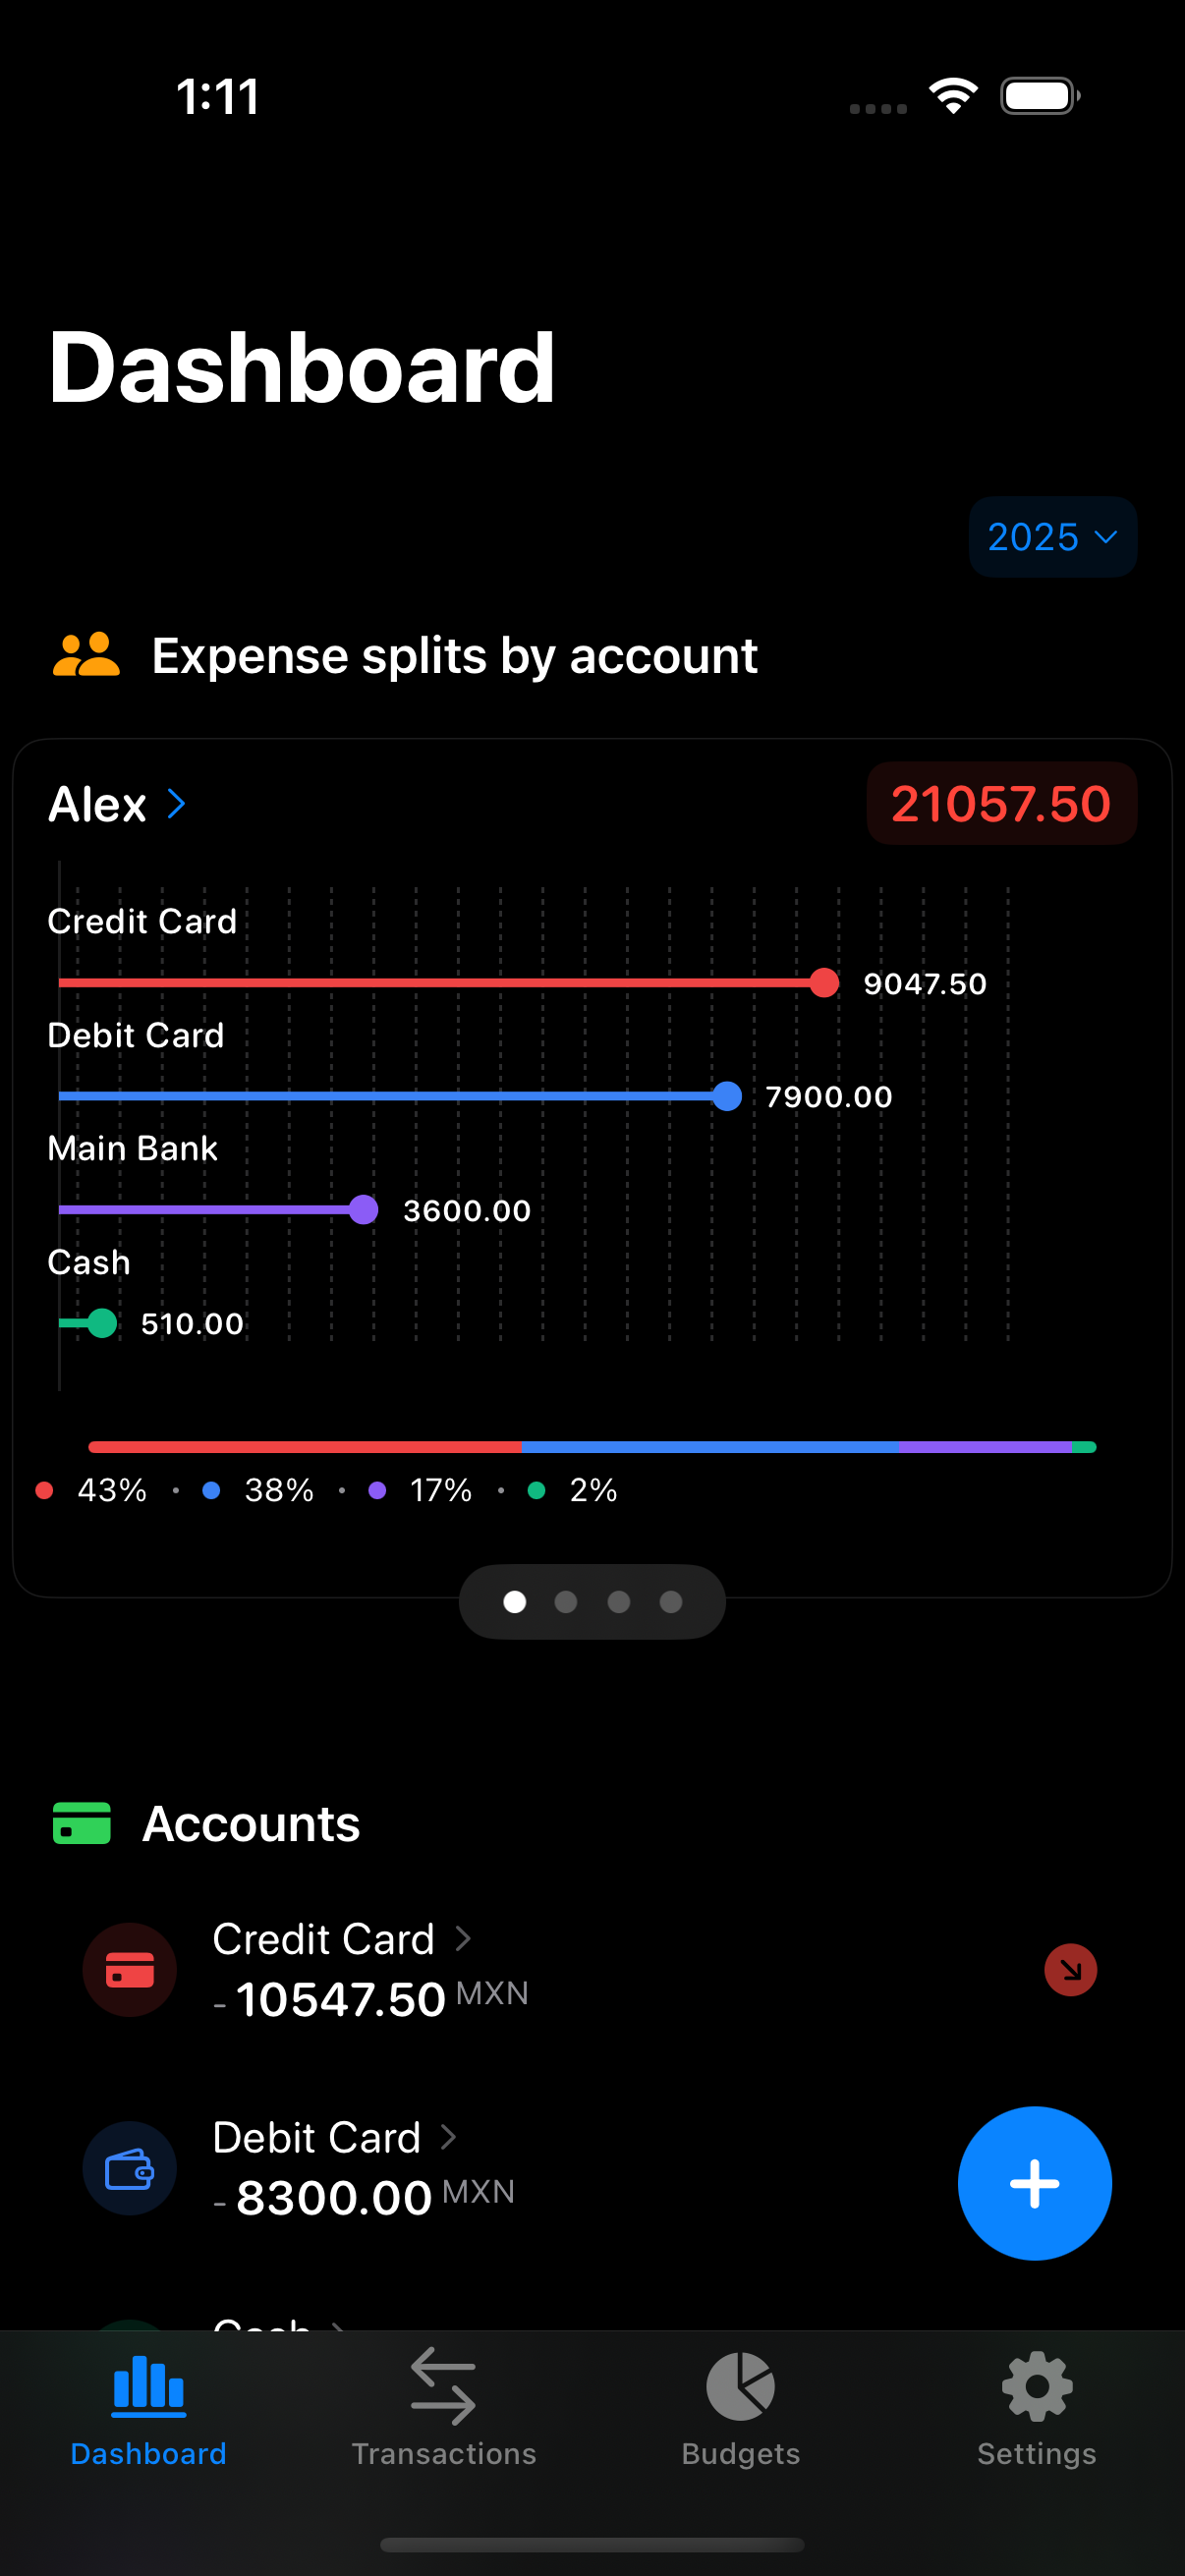 1:11
Dashboard
2025
Expense splits by account
Alex
21057.50
Credit Card
9047.50
Debit Card
7900.00
Main Bank
3600.00
Cash
510.00
43% · 38% · 17% · 2%
Accounts
Credit Card
- 10547.50 MXN
Debit Card
- 8300.00 MXN
Cash
Dashboard
Transactions
Budgets
Settings